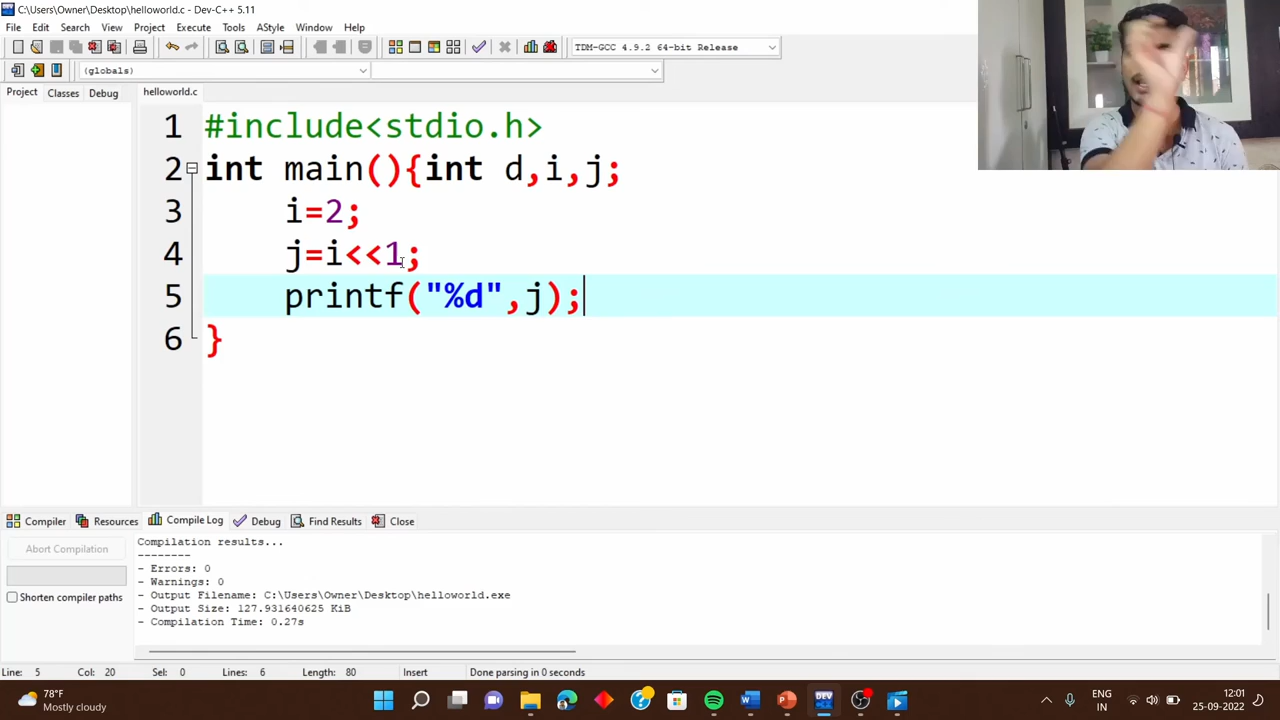 C:\Users\Owner\Desktop\helloworld.c - Dev-C++ 5.11
File Edit Search View Project Execute Tools AStyle Window Help
TDM-GCC 4.9.2 64-bit Release
(globals)
Project Classes Debug helloworld.c
1 #include<stdio.h>
2 int main(){int d,i,j;
3 i=2;
4 j=i<<1;
5 printf("%d",j);
6 }
Compiler Resources Compile Log Debug Find Results Close
Abort Compilation
Shorten compiler paths
Compilation results...
--------
- Errors: 0
- Warnings: 0
- Output Filename: C:\Users\Owner\Desktop\helloworld.exe
- Output Size: 127.931640625 KiB
- Compilation Time: 0.27s
Line: 5 Col: 20 Sel: 0 Lines: 6 Length: 80 Insert Done parsing in 0 seconds
78°F
Mostly cloudy
DEV
ENG
IN
12:01
25-09-2022